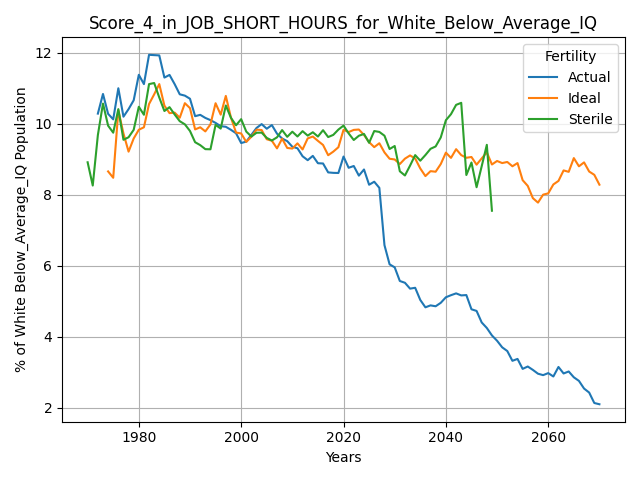 Score_4_in_JOB_SHORT_HOURS_for_White_Below_Average_IQ
Fertility
Actual
Ideal
Sterile
% of White Below_Average_IQ Population
12
10
8
6
4
2
1980 2000 2020 2040 2060
Years